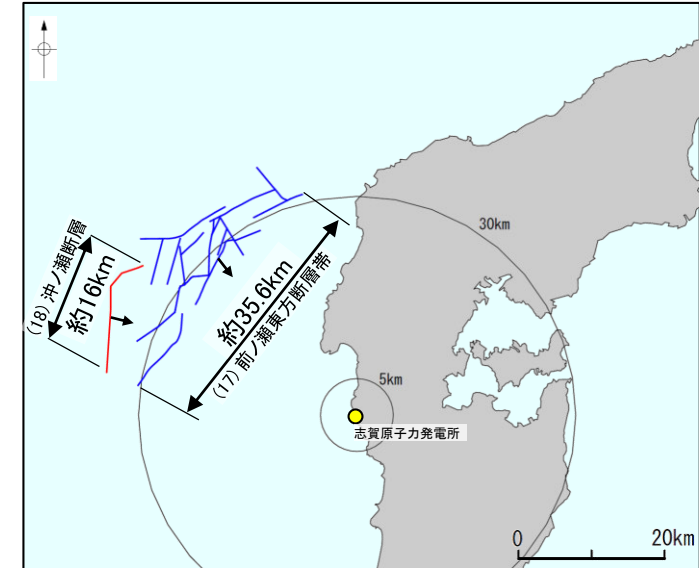 30km
(18) 沖ノ瀬断層
約16km
約35.6km
(17) 前ノ瀬東方断層帯
5km
志賀原子力発電所
0 20km